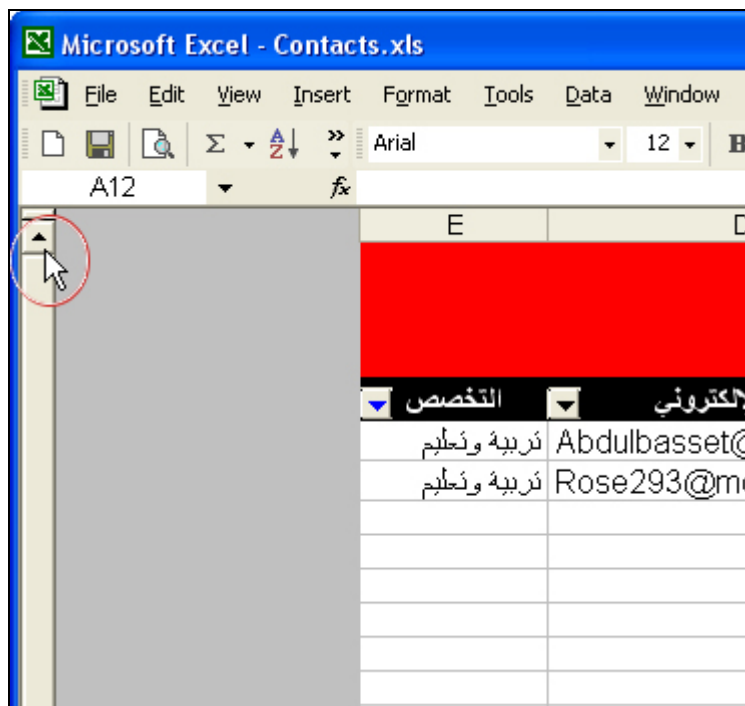 Microsoft Excel - Contacts.xls
File Edit View Insert Format Tools Data Window
Arial 12 B
A12 fx
E
التخصص
تربية وتعليم Abdulbasset@
تربية وتعليم Rose293@m